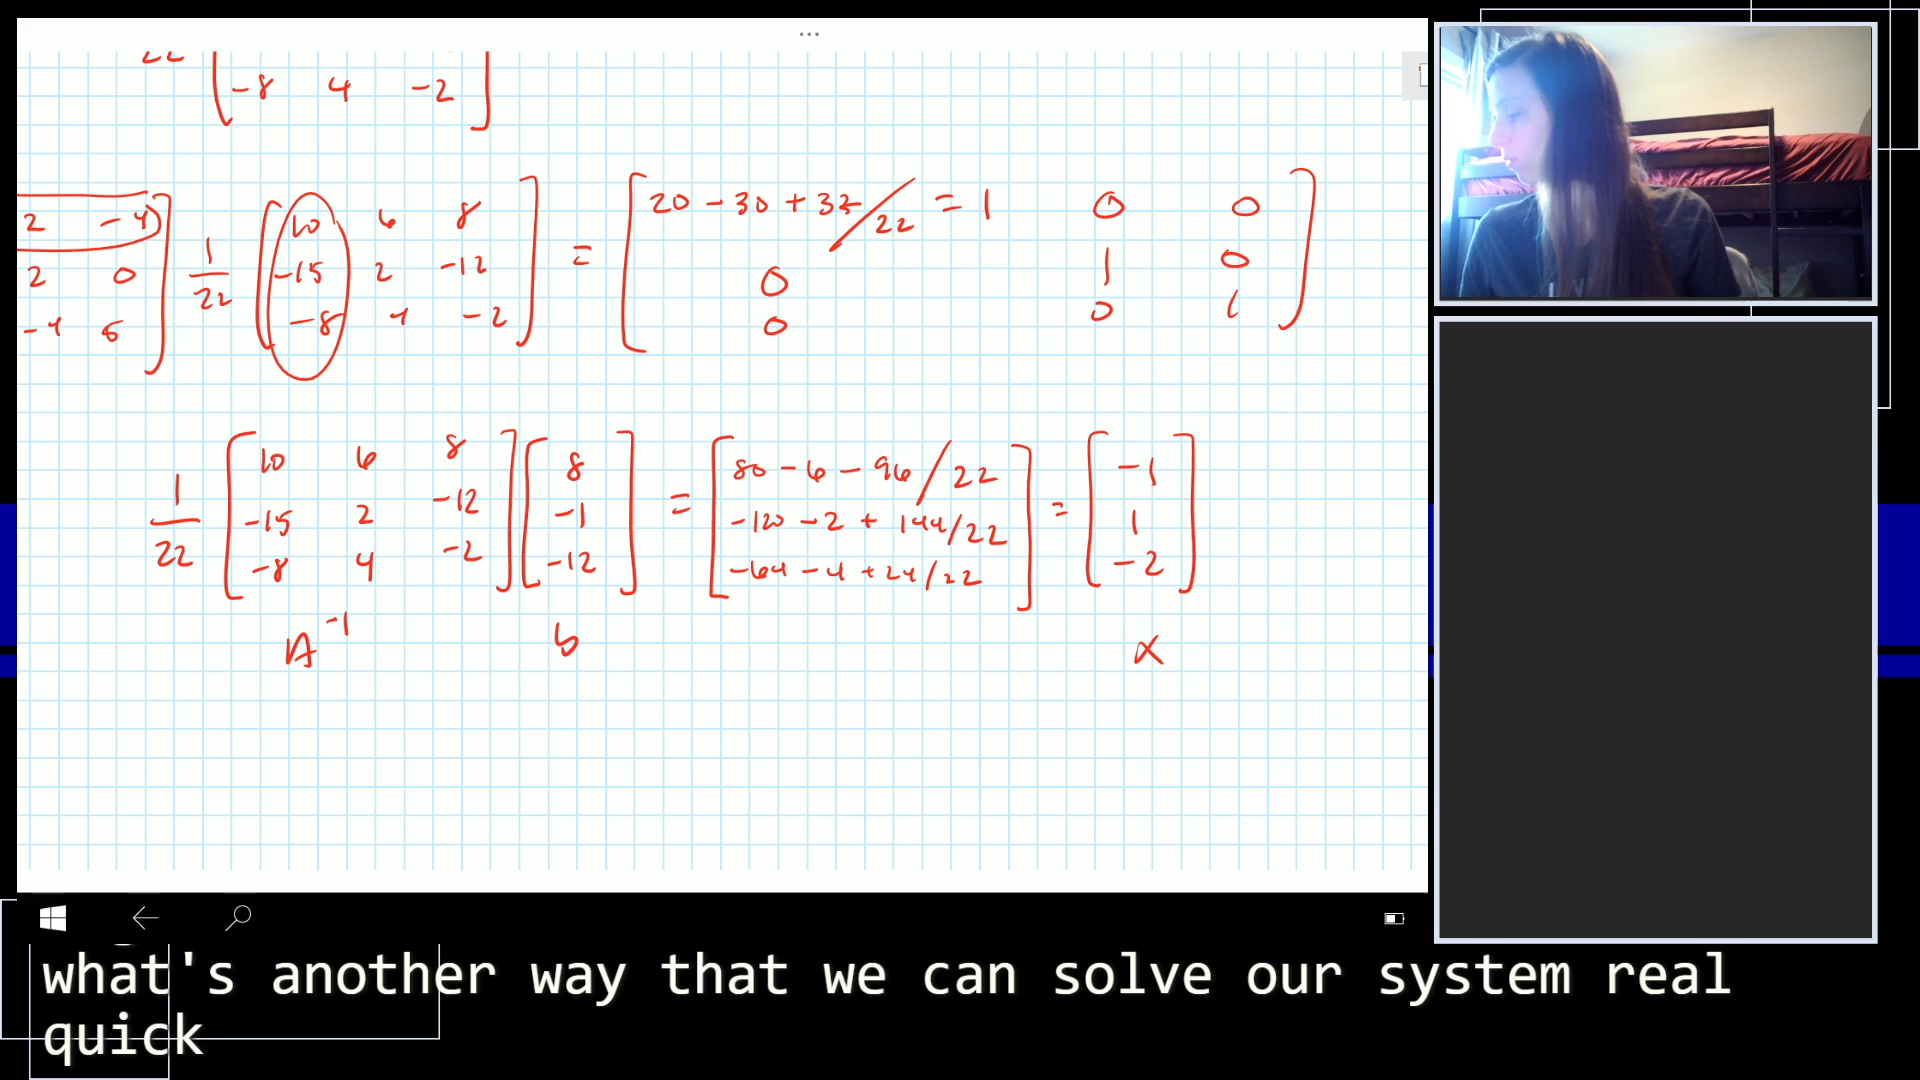 22 -8 4 -2
2 -4 1/22 10 6 8 = 20 - 30 + 32/22 = 1 0 0
2 0 -15 2 -12 0 1 0
-4 5 -8 4 -2 0 0 1
1/22 10 6 8 8 = 80 - 6 - 96/22 = -1
-15 2 -12 -1 -120 - 2 + 144/22 1
-8 4 -2 -12 -64 - 4 + 24/22 -2
A^-1 b x
what's another way that we can solve our system real
quick